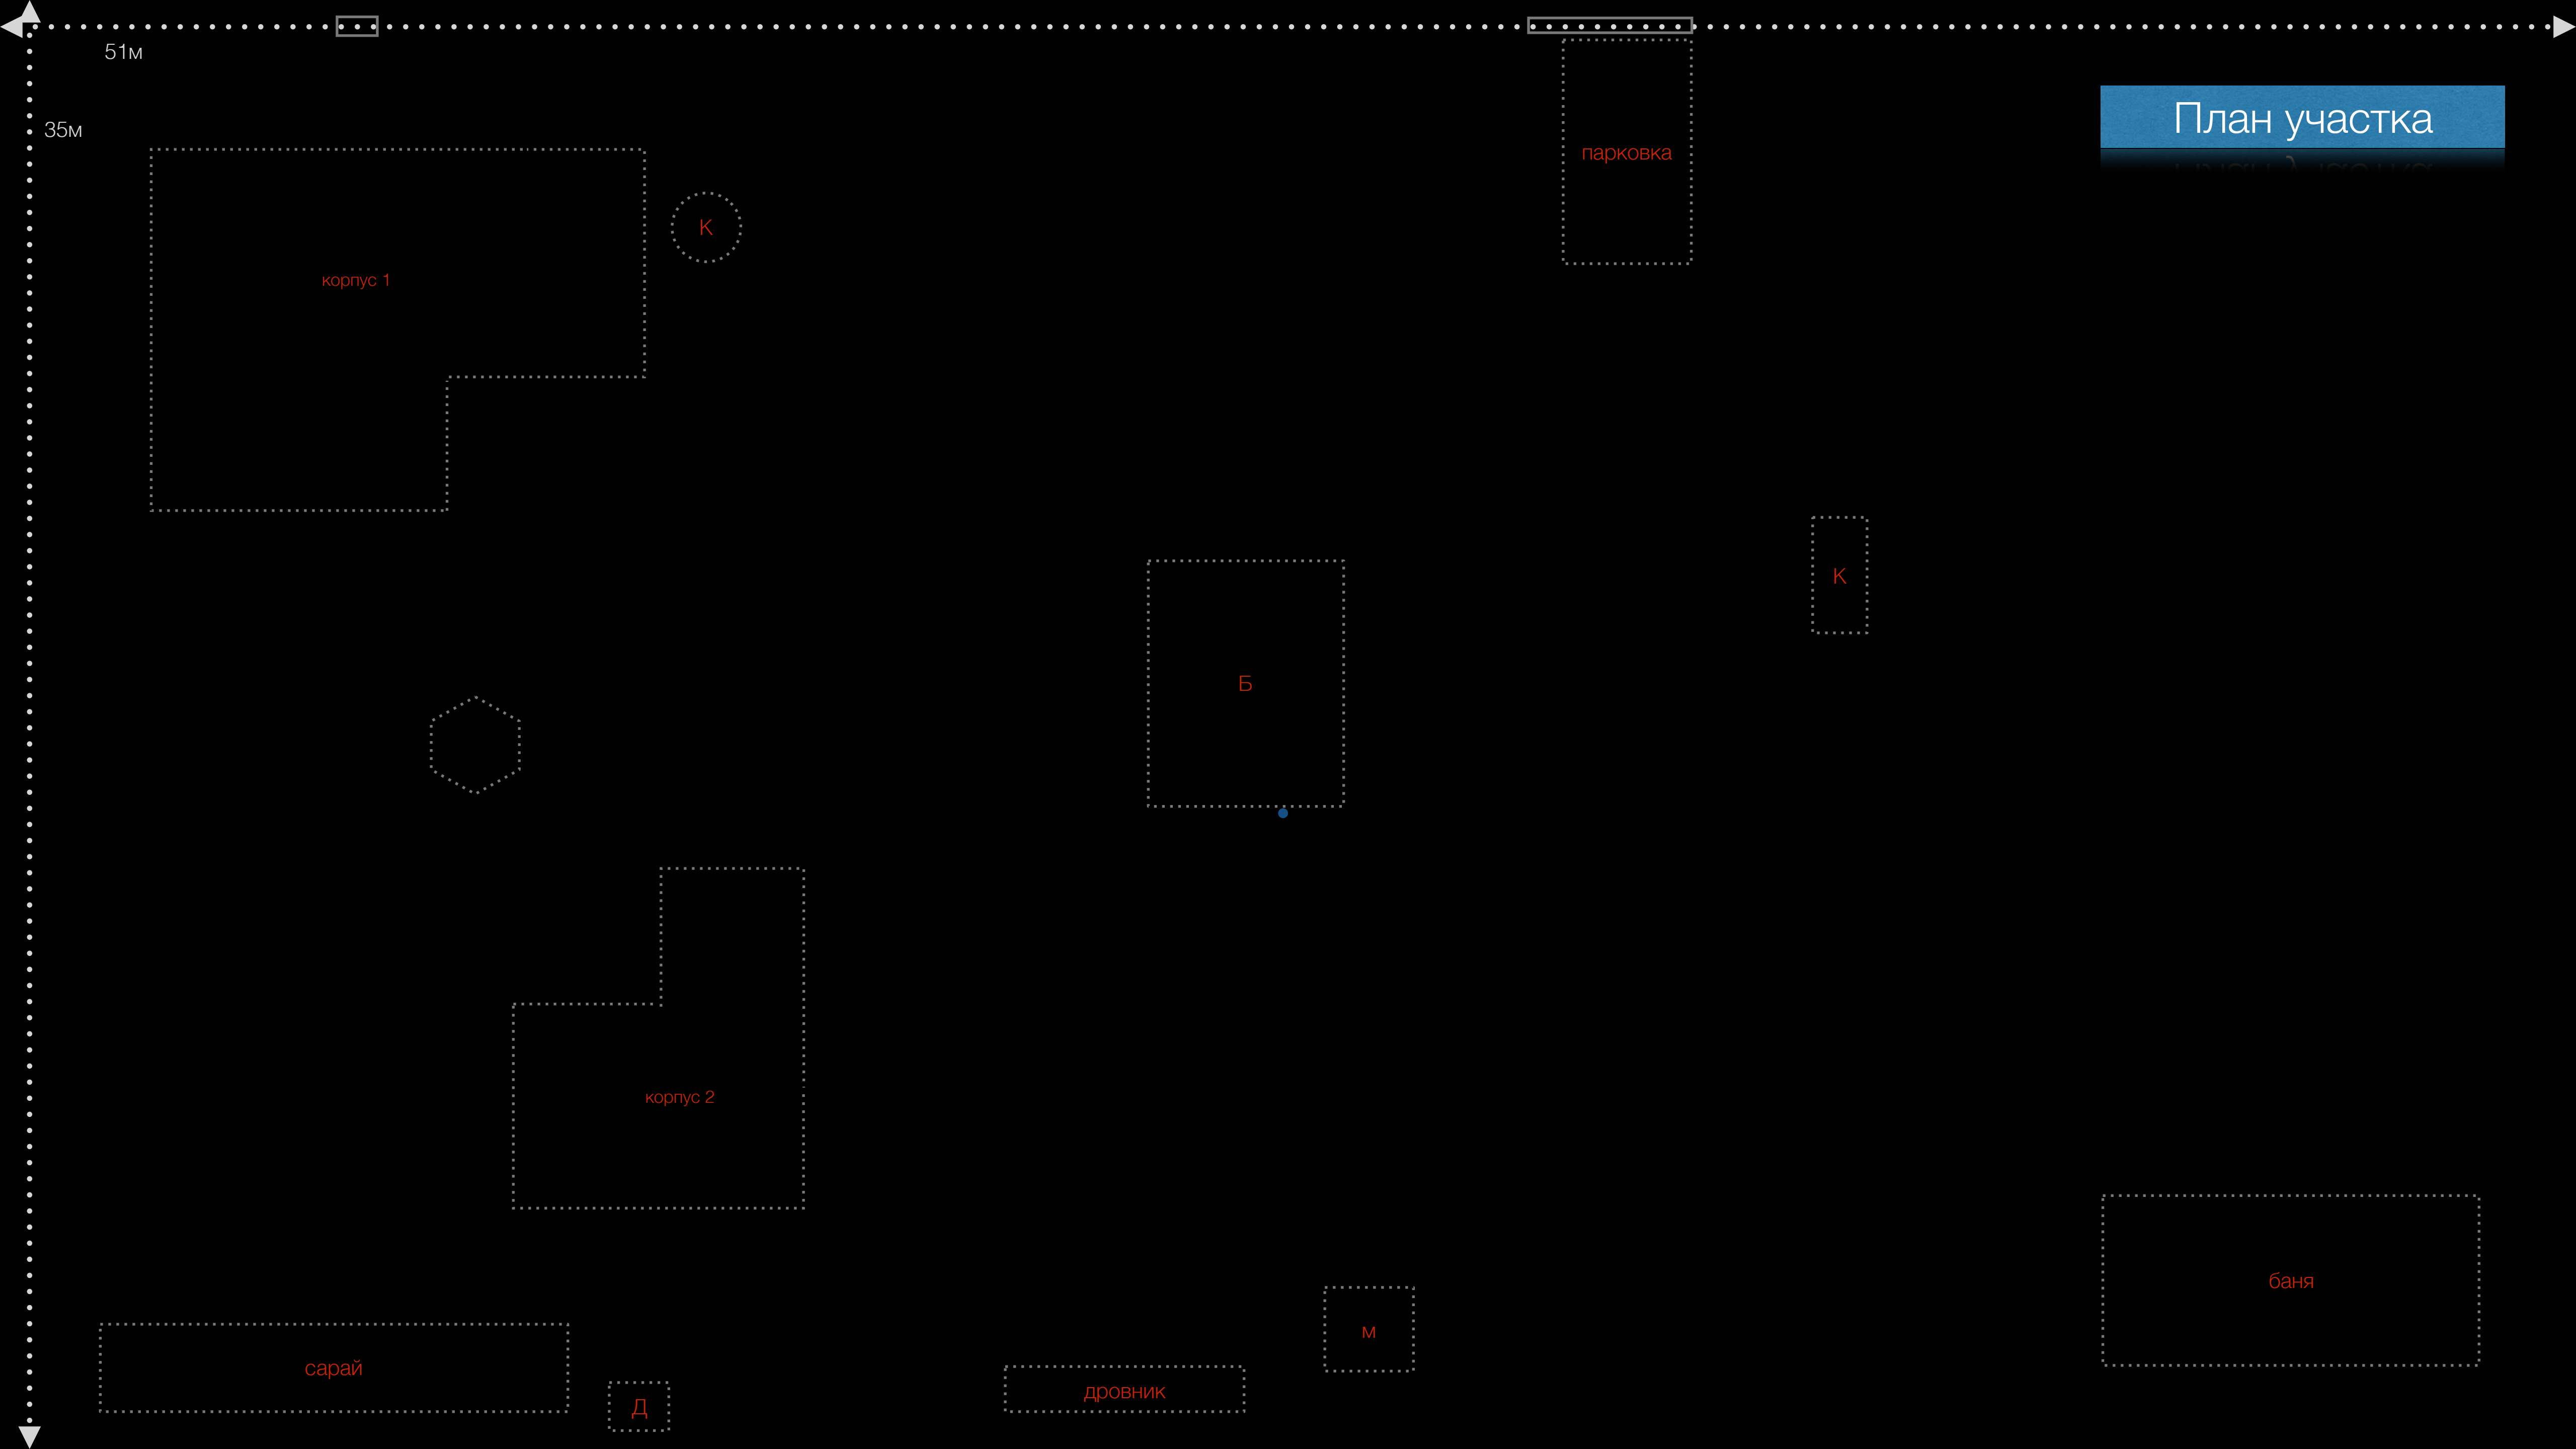 51м
35м
План участка
парковка
К
корпус 1
К
Б
корпус 2
баня
м
сарай
дровник
Д